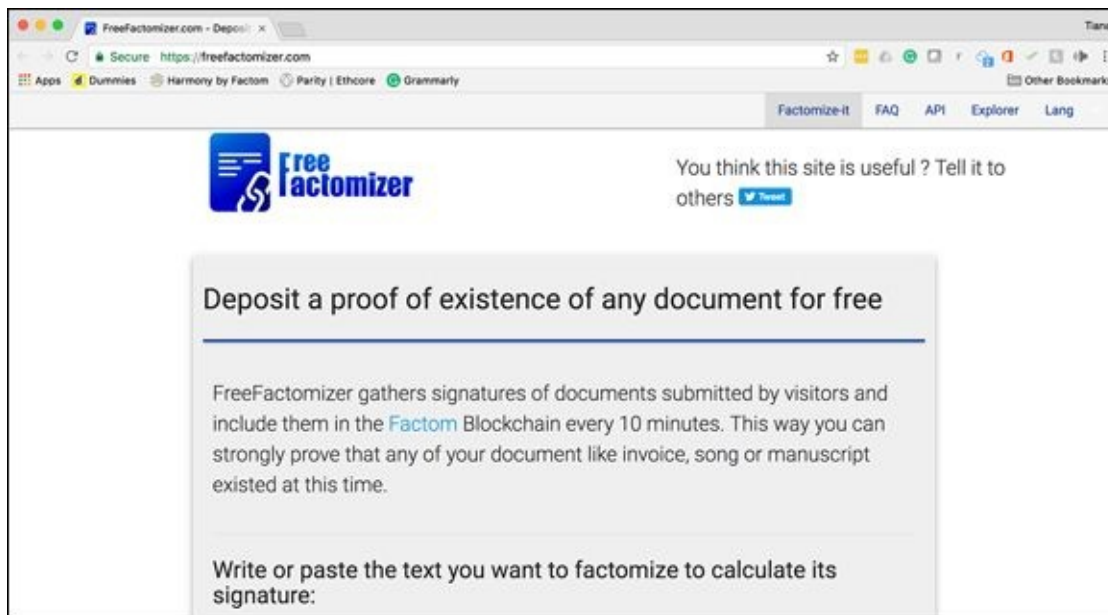 FreeFactomizer.com - Deposit
Tiana
Secure https://freefactomizer.com
Apps Dummies Harmony by Factom Parity | Ethcore Grammarly Other Bookmarks
Factomize-it FAQ API Explorer Lang
Free
Factomizer
You think this site is useful ? Tell it to
others Tweet
Deposit a proof of existence of any document for free
FreeFactomizer gathers signatures of documents submitted by visitors and
include them in the Factom Blockchain every 10 minutes. This way you can
strongly prove that any of your document like invoice, song or manuscript
existed at this time.
Write or paste the text you want to factomize to calculate its
signature: